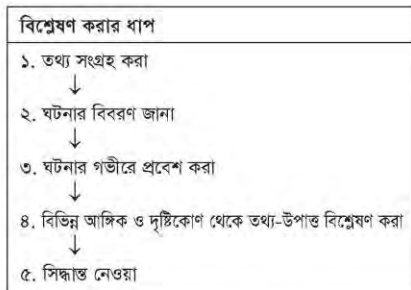 বিশ্লেষণ করার ধাপ
১. তথ্য সংগ্রহ করা
↓
২. ঘটনার বিবরণ জানা
↓
৩. ঘটনার গভীরে প্রবেশ করা
↓
৪. বিভিন্ন আঙ্গিক ও দৃষ্টিকোণ থেকে তথ্য-উপাত্ত বিশ্লেষণ করা
↓
৫. সিদ্ধান্ত নেওয়া